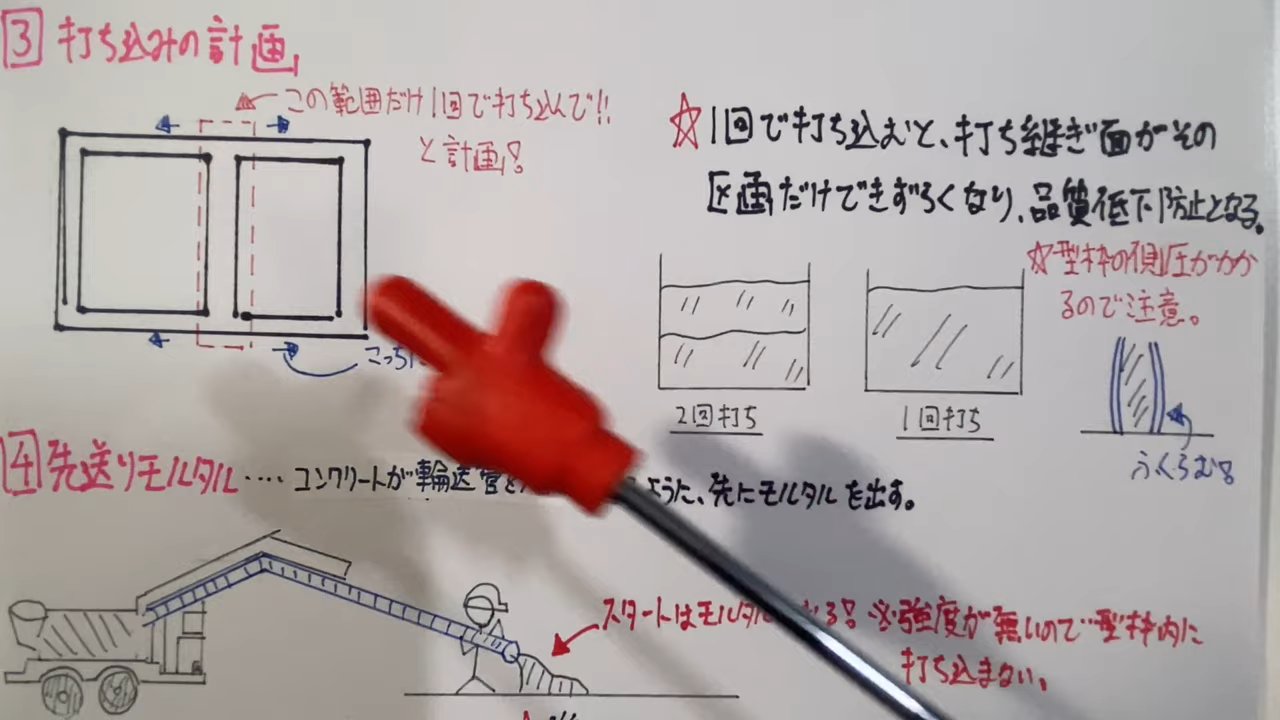 3 打ち込みの計画
この範囲だけ1回で打ち込んで!!
と計画!
こっちに
☆1回で打ち込むと、打ち継ぎ面がその
区画だけできずらくなり、品質低下防止となる。
☆型枠の側圧がかか
るので注意。
2回打ち
1回打ち
ふくらむ!
4 先送りモルタル‥‥コンクリートが輸送管を
ように、先にモルタルを出す。
スタートはモルタル
る! ※強度が無いので型枠内に
打ち込まない。